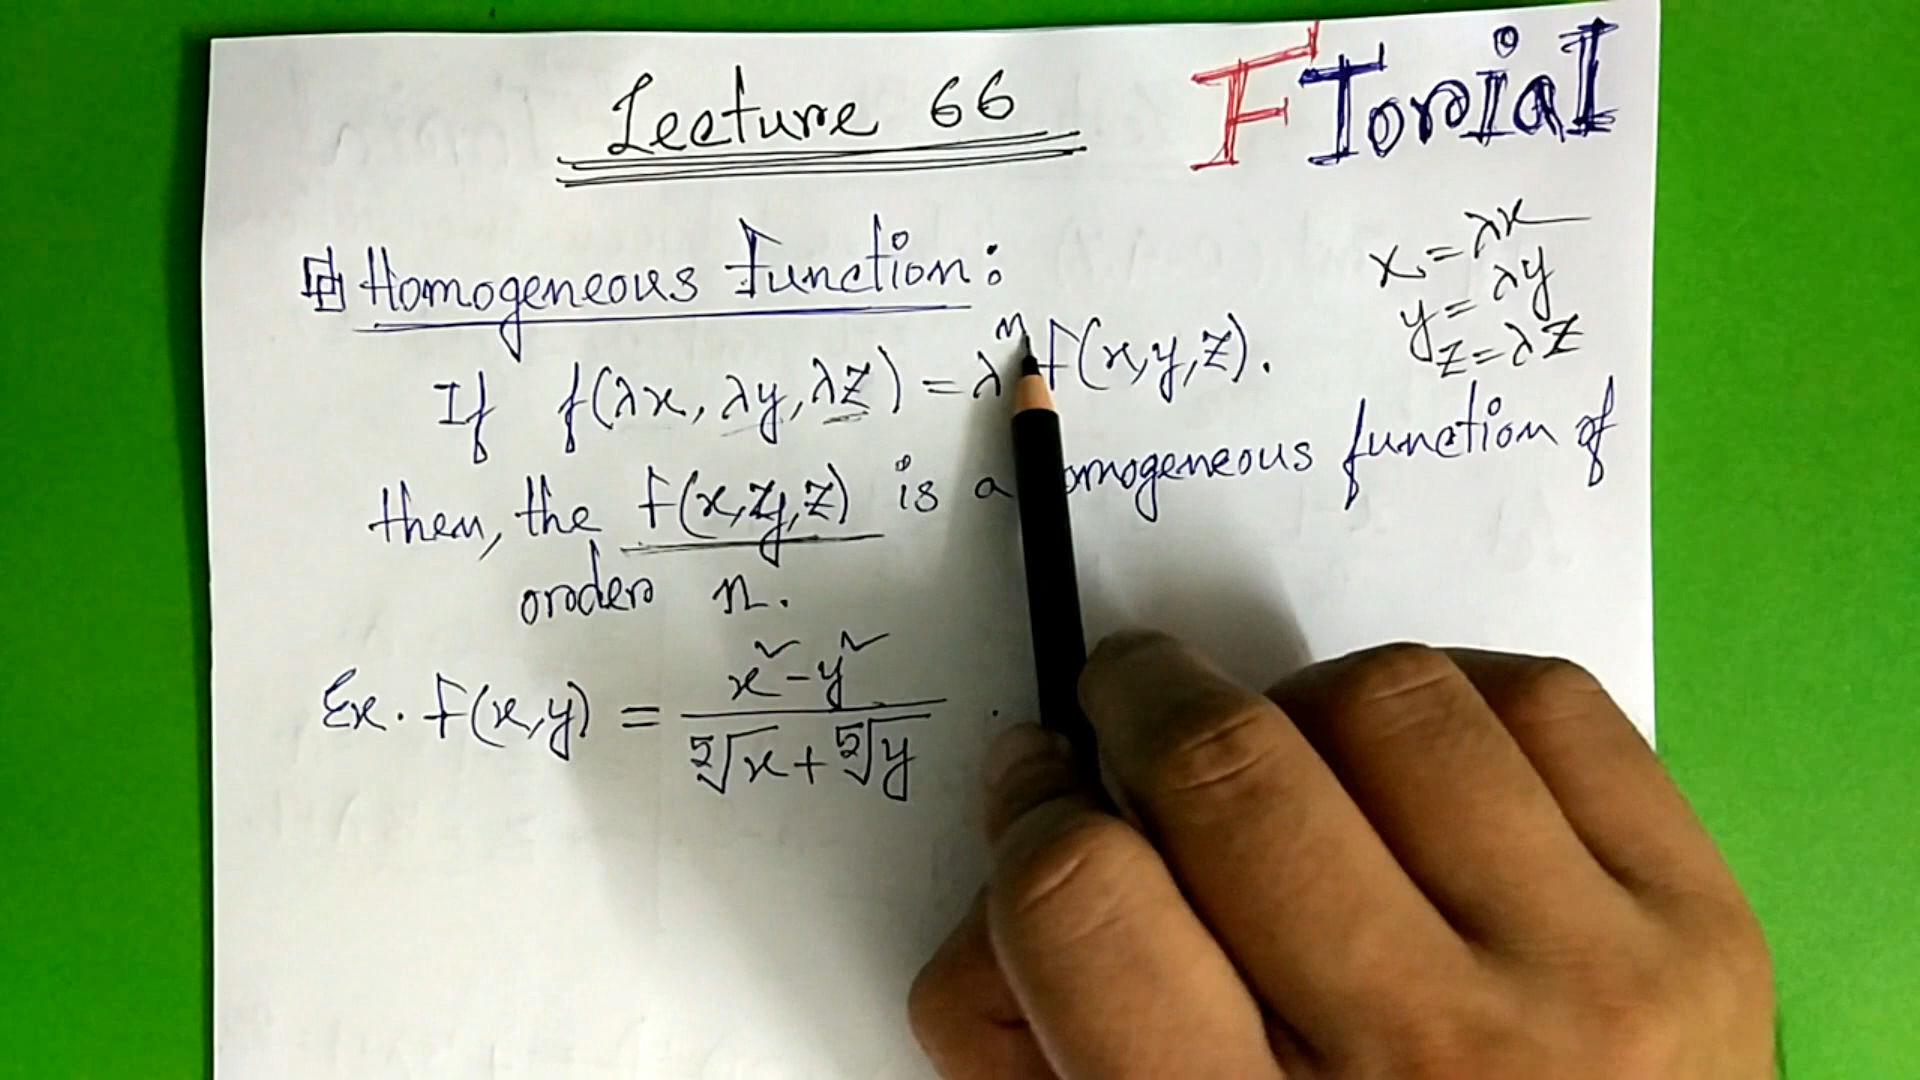 Lecture 66
FTorial
x = λx
y = λy
z = λz
Homogeneous Function:
If f(λx, λy, λz) = λⁿ f(x,y,z).
then, the f(x,y,z) is a omogeneous function of
order n.
Ex. f(x,y) = (x² - y²) / (⁵√x + ⁵√y)